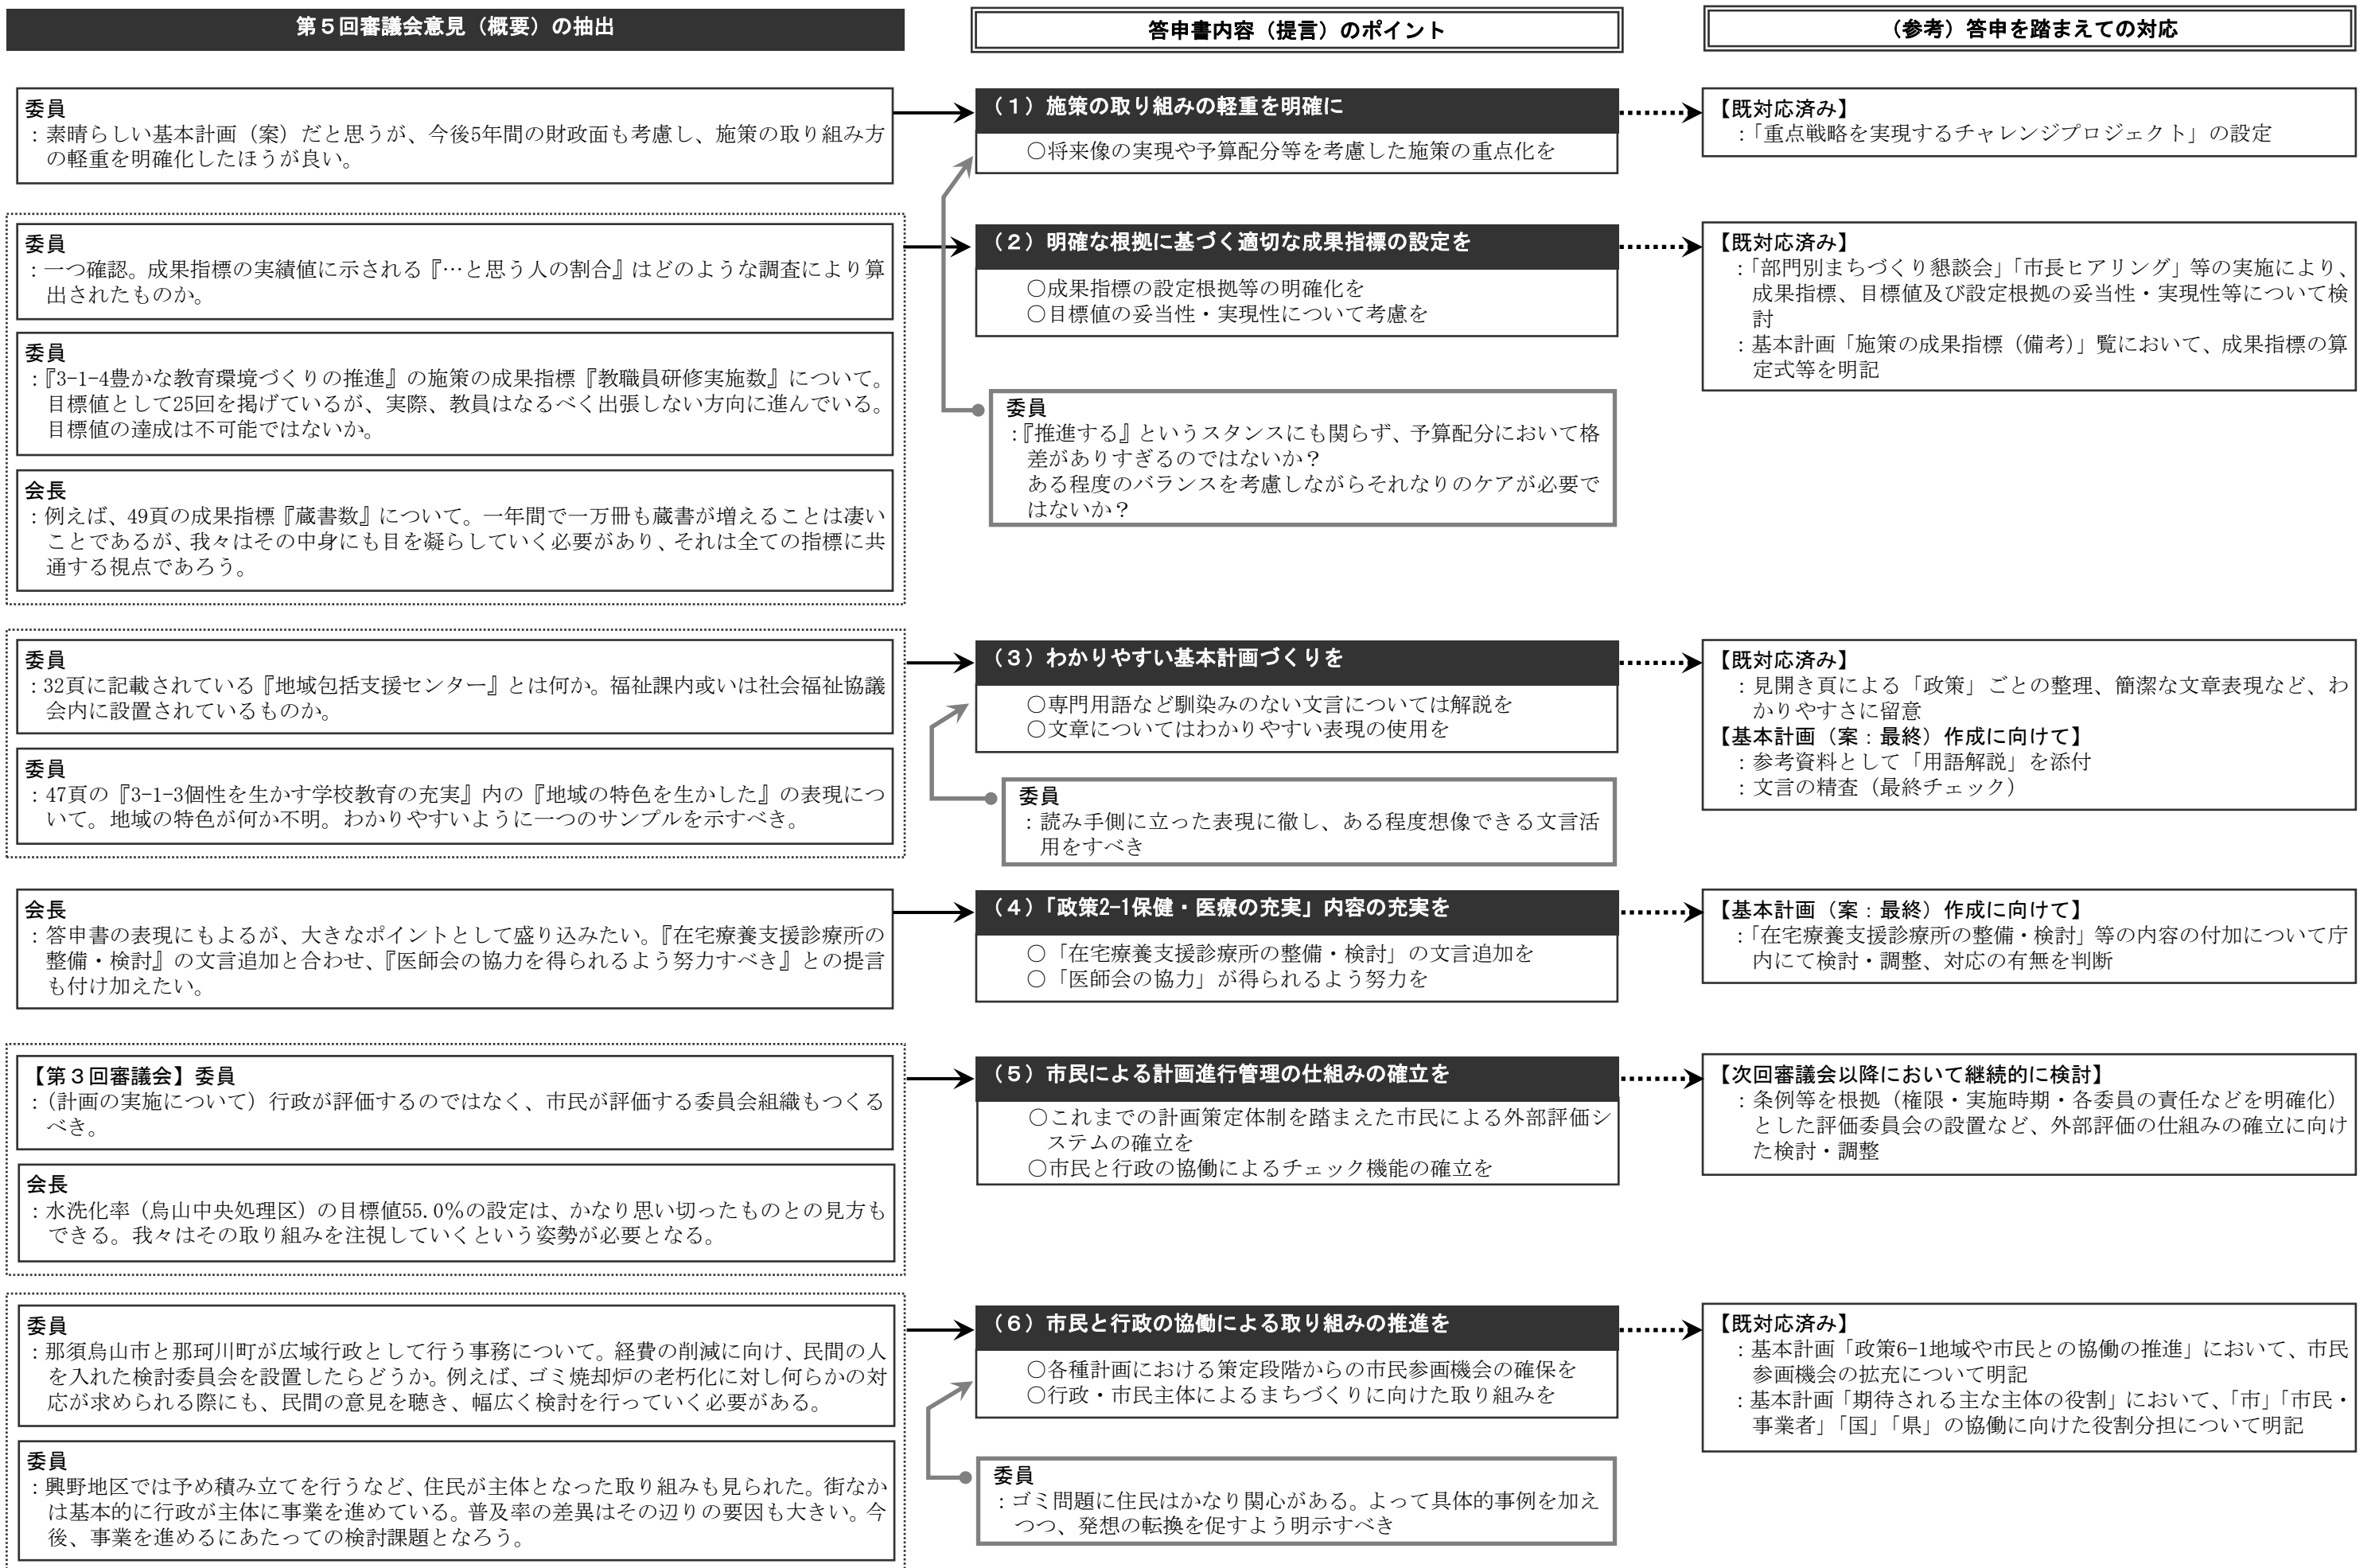 第５回審議会意見（概要）の抽出
答申書内容（提言）のポイント
（参考）答申を踏まえての対応
委員
：素晴らしい基本計画（案）だと思うが、今後5年間の財政面も考慮し、施策の取り組み方
の軽重を明確化したほうが良い。
（１）施策の取り組みの軽重を明確に
○将来像の実現や予算配分等を考慮した施策の重点化を
【既対応済み】
：「重点戦略を実現するチャレンジプロジェクト」の設定
委員
：一つ確認。成果指標の実績値に示される『…と思う人の割合』はどのような調査により算
出されたものか。
委員
：『3-1-4豊かな教育環境づくりの推進』の施策の成果指標『教職員研修実施数』について。
目標値として25回を掲げているが、実際、教員はなるべく出張しない方向に進んでいる。
目標値の達成は不可能ではないか。
会長
：例えば、49頁の成果指標『蔵書数』について。一年間で一万冊も蔵書が増えることは凄い
ことであるが、我々はその中身にも目を凝らしていく必要があり、それは全ての指標に共
通する視点であろう。
（２）明確な根拠に基づく適切な成果指標の設定を
○成果指標の設定根拠等の明確化を
○目標値の妥当性・実現性について考慮を
委員
：『推進する』というスタンスにも関らず、予算配分において格
差がありすぎるのではないか？
ある程度のバランスを考慮しながらそれなりのケアが必要で
はないか？
【既対応済み】
：「部門別まちづくり懇談会」「市長ヒアリング」等の実施により、
成果指標、目標値及び設定根拠の妥当性・実現性等について検
討
：基本計画「施策の成果指標（備考）」覧において、成果指標の算
定式等を明記
委員
：32頁に記載されている『地域包括支援センター』とは何か。福祉課内或いは社会福祉協議
会内に設置されているものか。
委員
：47頁の『3-1-3個性を生かす学校教育の充実』内の『地域の特色を生かした』の表現につ
いて。地域の特色が何か不明。わかりやすいように一つのサンプルを示すべき。
（３）わかりやすい基本計画づくりを
○専門用語など馴染みのない文言については解説を
○文章についてはわかりやすい表現の使用を
委員
：読み手側に立った表現に徹し、ある程度想像できる文言活
用をすべき
【既対応済み】
：見開き頁による「政策」ごとの整理、簡潔な文章表現など、わ
かりやすさに留意
【基本計画（案：最終）作成に向けて】
：参考資料として「用語解説」を添付
：文言の精査（最終チェック）
会長
：答申書の表現にもよるが、大きなポイントとして盛り込みたい。『在宅療養支援診療所の
整備・検討』の文言追加と合わせ、『医師会の協力を得られるよう努力すべき』との提言
も付け加えたい。
（４）「政策2-1保健・医療の充実」内容の充実を
○「在宅療養支援診療所の整備・検討」の文言追加を
○「医師会の協力」が得られるよう努力を
【基本計画（案：最終）作成に向けて】
：「在宅療養支援診療所の整備・検討」等の内容の付加について庁
内にて検討・調整、対応の有無を判断
【第３回審議会】委員
：（計画の実施について）行政が評価するのではなく、市民が評価する委員会組織もつくる
べき。
会長
：水洗化率（烏山中央処理区）の目標値55.0％の設定は、かなり思い切ったものとの見方も
できる。我々はその取り組みを注視していくという姿勢が必要となる。
（５）市民による計画進行管理の仕組みの確立を
○これまでの計画策定体制を踏まえた市民による外部評価シ
ステムの確立を
○市民と行政の協働によるチェック機能の確立を
【次回審議会以降において継続的に検討】
：条例等を根拠（権限・実施時期・各委員の責任などを明確化）
とした評価委員会の設置など、外部評価の仕組みの確立に向け
た検討・調整
委員
：那須烏山市と那珂川町が広域行政として行う事務について。経費の削減に向け、民間の人
を入れた検討委員会を設置したらどうか。例えば、ゴミ焼却炉の老朽化に対し何らかの対
応が求められる際にも、民間の意見を聴き、幅広く検討を行っていく必要がある。
委員
：興野地区では予め積み立てを行うなど、住民が主体となった取り組みも見られた。街なか
は基本的に行政が主体に事業を進めている。普及率の差異はその辺りの要因も大きい。今
後、事業を進めるにあたっての検討課題となろう。
（６）市民と行政の協働による取り組みの推進を
○各種計画における策定段階からの市民参画機会の確保を
○行政・市民主体によるまちづくりに向けた取り組みを
委員
：ゴミ問題に住民はかなり関心がある。よって具体的事例を加え
つつ、発想の転換を促すよう明示すべき
【既対応済み】
：基本計画「政策6-1地域や市民との協働の推進」において、市民
参画機会の拡充について明記
：基本計画「期待される主な主体の役割」において、「市」「市民・
事業者」「国」「県」の協働に向けた役割分担について明記